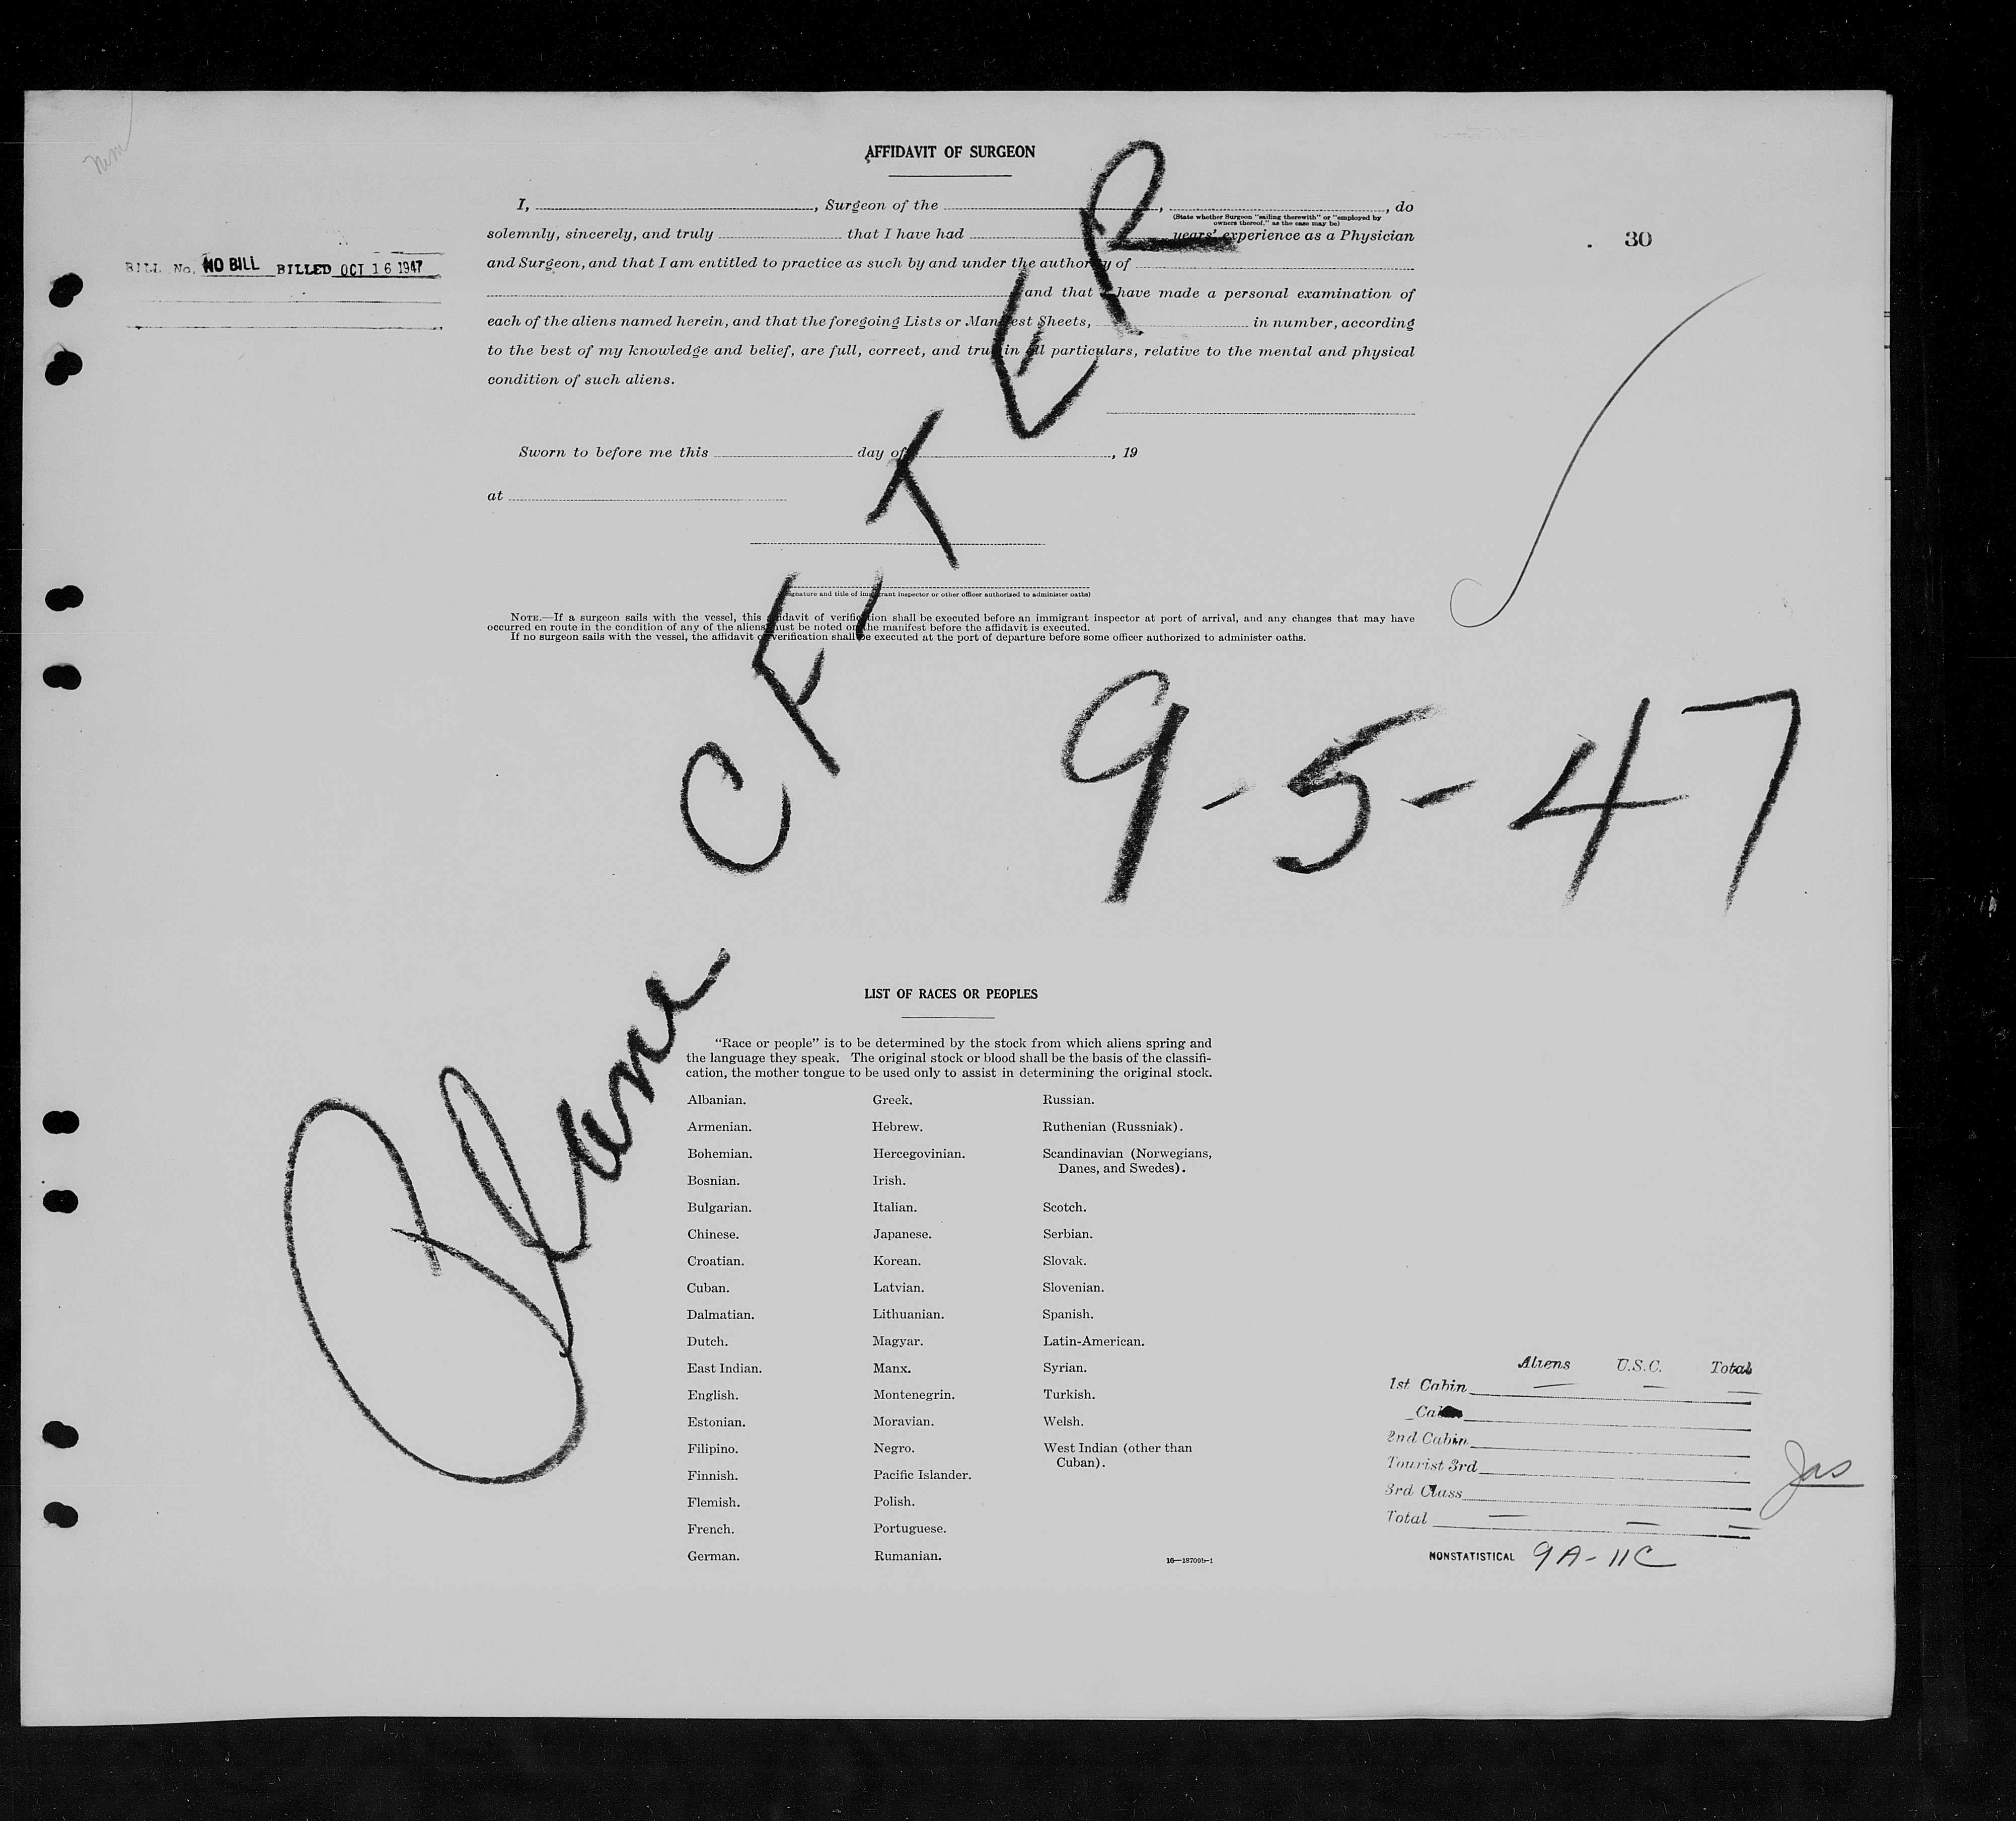 AFFIDAVIT OF SURGEON
I, , Surgeon of the , , do
(State whether Surgeon "sailing therewith" or "employed by owners thereof," as the case may be)
solemnly, sincerely, and truly that I have had years' experience as a Physician
and Surgeon, and that I am entitled to practice as such by and under the authority of
and that I have made a personal examination of
each of the aliens named herein, and that the foregoing Lists or Manifest Sheets, in number, according
to the best of my knowledge and belief, are full, correct, and true in all particulars, relative to the mental and physical
condition of such aliens.
30
BILL No. NO BILL BILLED OCT 16 1947
Sworn to before me this day of , 19
at
(Signature and title of immigrant inspector or other officer authorized to administer oaths)
NOTE.—If a surgeon sails with the vessel, this affidavit of verification shall be executed before an immigrant inspector at port of arrival, and any changes that may have
occurred en route in the condition of any of the aliens must be noted on the manifest before the affidavit is executed.
If no surgeon sails with the vessel, the affidavit of verification shall be executed at the port of departure before some officer authorized to administer oaths.
Plane CF-TER
9-5-47
LIST OF RACES OR PEOPLES
"Race or people" is to be determined by the stock from which aliens spring and
the language they speak. The original stock or blood shall be the basis of the classifi-
cation, the mother tongue to be used only to assist in determining the original stock.
Albanian.
Armenian.
Bohemian.
Bosnian.
Bulgarian.
Chinese.
Croatian.
Cuban.
Dalmatian.
Dutch.
East Indian.
English.
Estonian.
Filipino.
Finnish.
Flemish.
French.
German.
Greek.
Hebrew.
Hercegovinian.
Irish.
Italian.
Japanese.
Korean.
Latvian.
Lithuanian.
Magyar.
Manx.
Montenegrin.
Moravian.
Negro.
Pacific Islander.
Polish.
Portuguese.
Rumanian.
Russian.
Ruthenian (Russniak).
Scandinavian (Norwegians,
Danes, and Swedes).
Scotch.
Serbian.
Slovak.
Slovenian.
Spanish.
Latin-American.
Syrian.
Turkish.
Welsh.
West Indian (other than
Cuban).
16—18709b-1
Aliens U.S.C. Total
1st Cabin — — —
Cabin
2nd Cabin
Tourist 3rd
3rd Class
Total — — —
Jas
NONSTATISTICAL 9A-11C